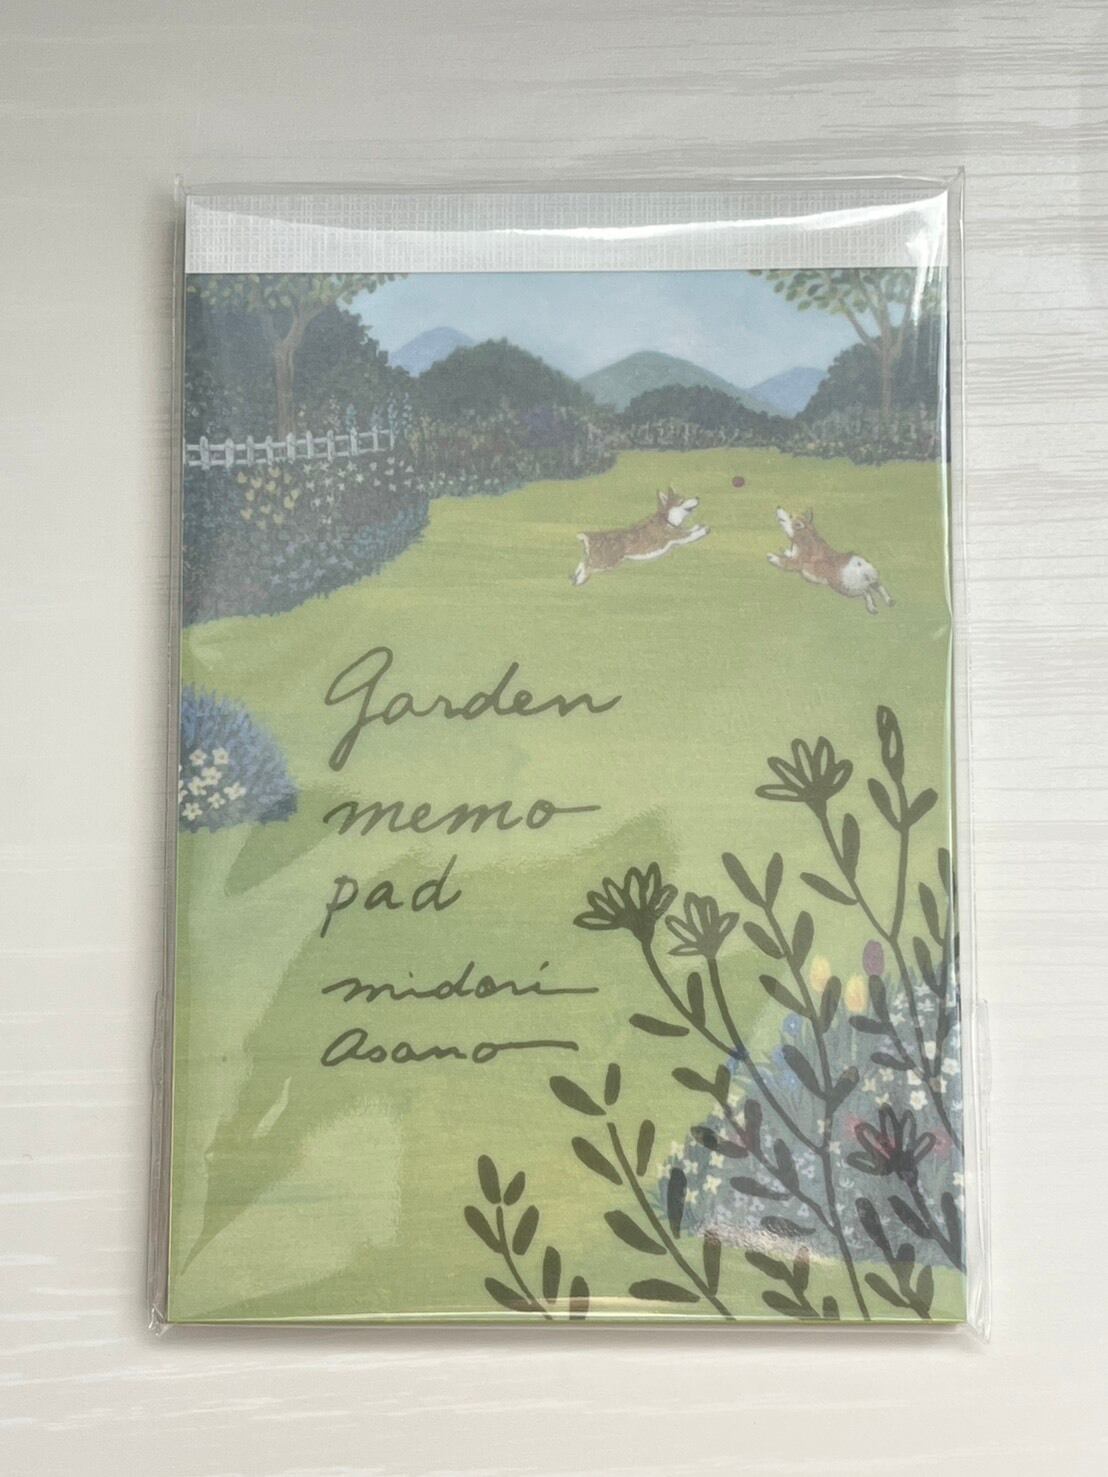 Garden
memo
pad
midori
asano